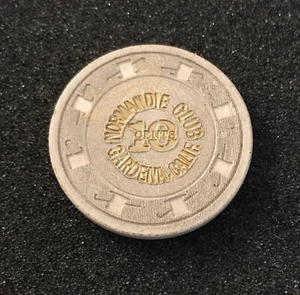 NORMANDIE CLUB
10
CENTS
GARDENA, CALIF